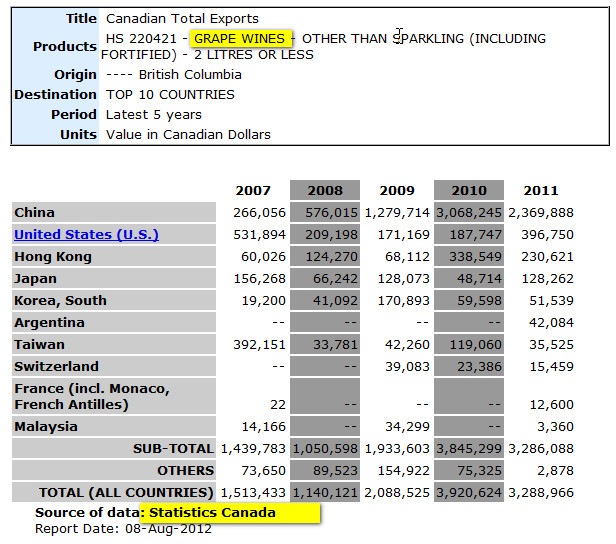 Title Canadian Total Exports
Products HS 220421 - GRAPE WINES - OTHER THAN SPARKLING (INCLUDING
FORTIFIED) - 2 LITRES OR LESS
Origin ---- British Columbia
Destination TOP 10 COUNTRIES
Period Latest 5 years
Units Value in Canadian Dollars
2007 2008 2009 2010 2011
China 266,056 576,015 1,279,714 3,068,245 2,369,888
United States (U.S.) 531,894 209,198 171,169 187,747 396,750
Hong Kong 60,026 124,270 68,112 338,549 230,621
Japan 156,268 66,242 128,073 48,714 128,262
Korea, South 19,200 41,092 170,893 59,598 51,539
Argentina -- -- -- -- 42,084
Taiwan 392,151 33,781 42,260 119,060 35,525
Switzerland -- -- 39,083 23,386 15,459
France (incl. Monaco,
French Antilles) 22 -- -- -- 12,600
Malaysia 14,166 -- 34,299 -- 3,360
SUB-TOTAL 1,439,783 1,050,598 1,933,603 3,845,299 3,286,088
OTHERS 73,650 89,523 154,922 75,325 2,878
TOTAL (ALL COUNTRIES) 1,513,433 1,140,121 2,088,525 3,920,624 3,288,966
Source of data: Statistics Canada
Report Date: 08-Aug-2012